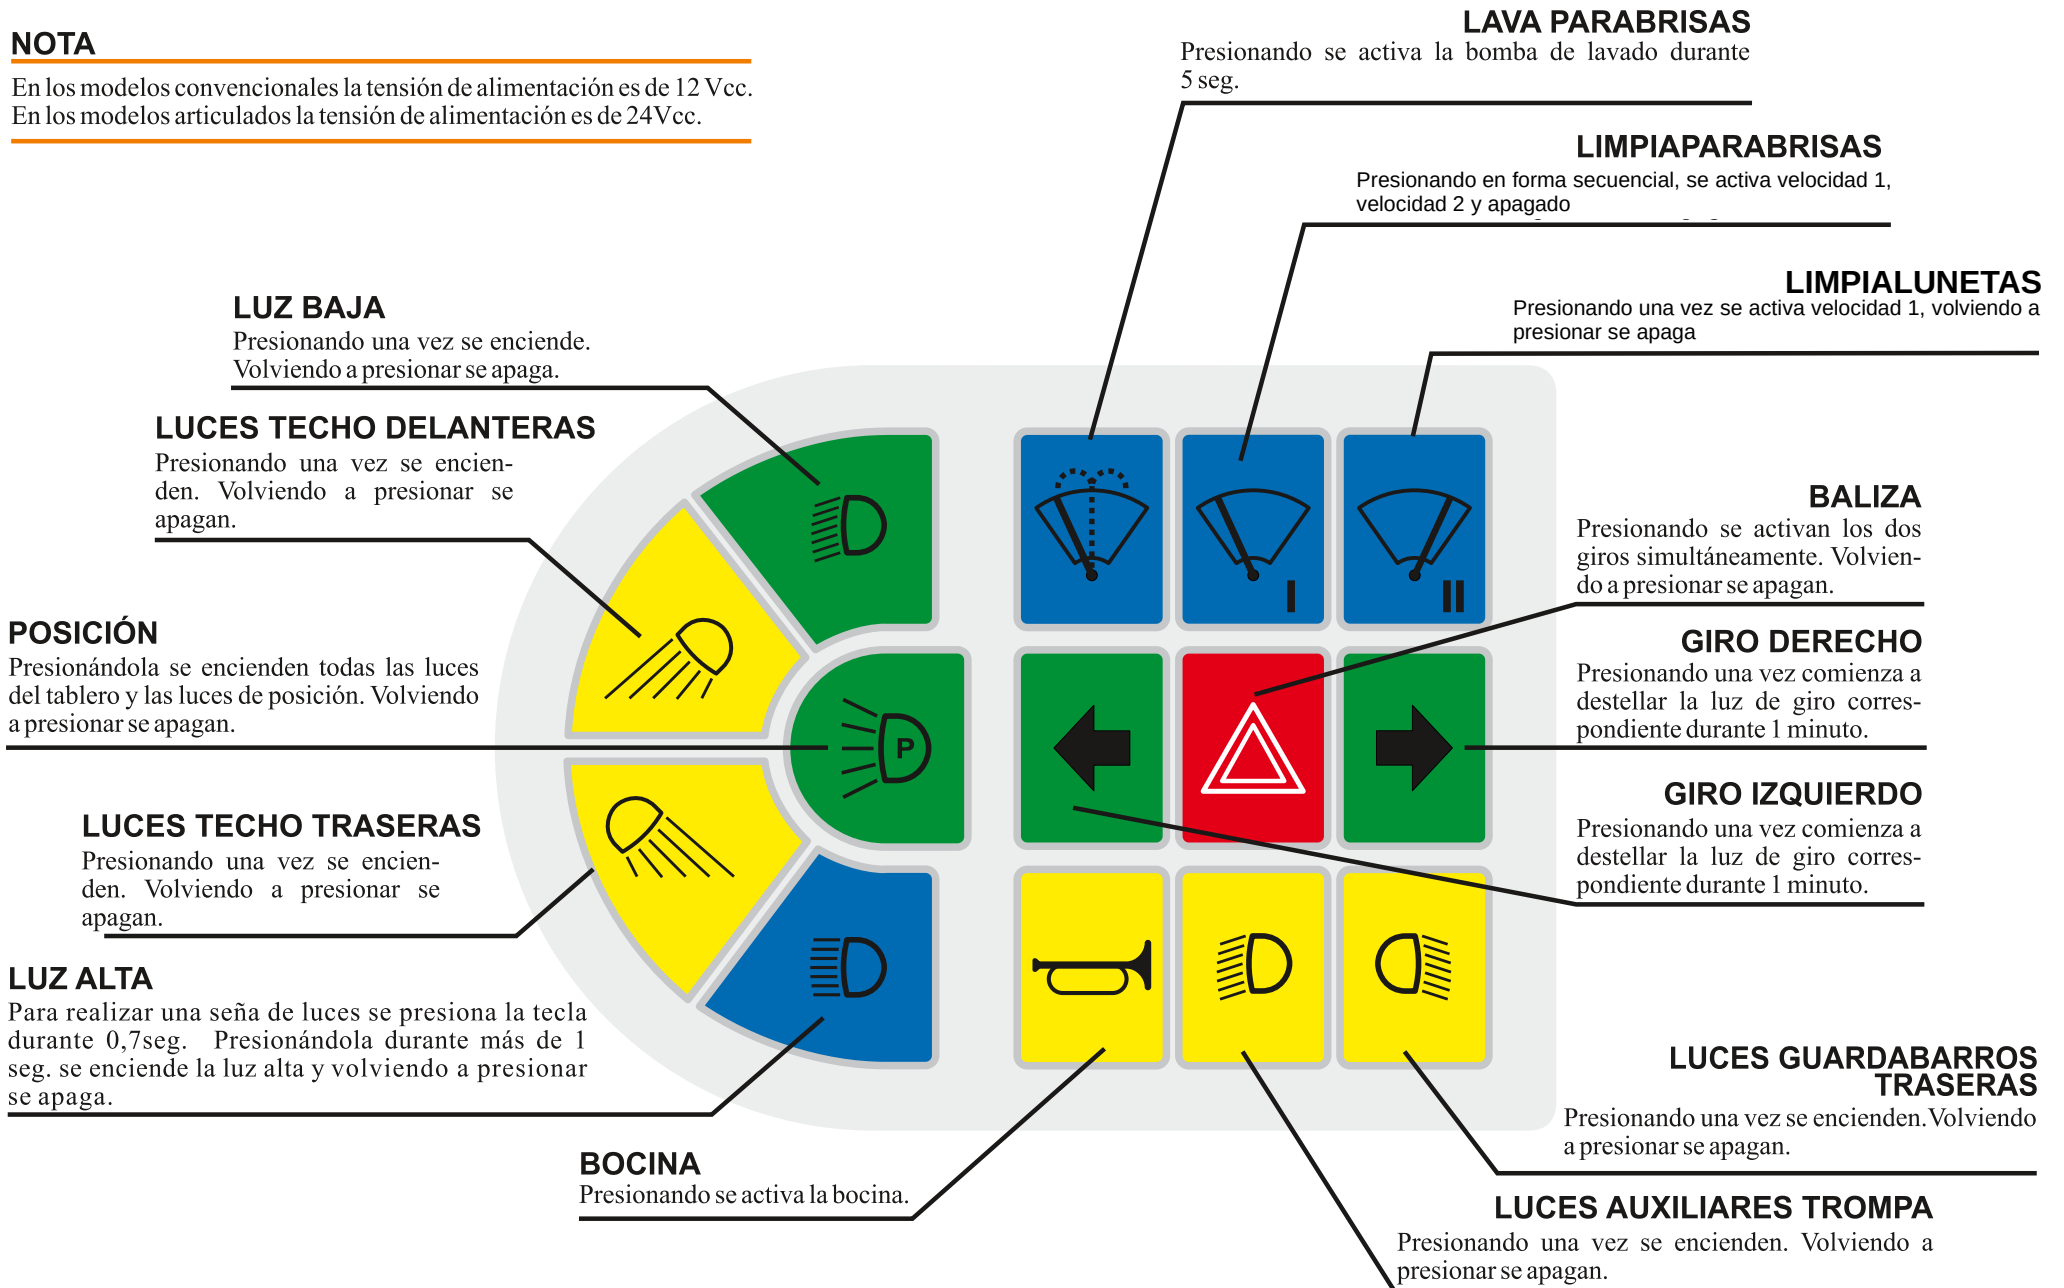 NOTA
En los modelos convencionales la tensión de alimentación es de 12 Vcc.
En los modelos articulados la tensión de alimentación es de 24Vcc.
LAVA PARABRISAS
Presionando se activa la bomba de lavado durante
5 seg.
LIMPIAPARABRISAS
Presionando en forma secuencial, se activa velocidad 1,
velocidad 2 y apagado
LIMPIALUNETAS
Presionando una vez se activa velocidad 1, volviendo a
presionar se apaga
LUZ BAJA
Presionando una vez se enciende.
Volviendo a presionar se apaga.
LUCES TECHO DELANTERAS
Presionando una vez se encien-
den. Volviendo a presionar se
apagan.
POSICIÓN
Presionándola se encienden todas las luces
del tablero y las luces de posición. Volviendo
a presionar se apagan.
LUCES TECHO TRASERAS
Presionando una vez se encien-
den. Volviendo a presionar se
apagan.
LUZ ALTA
Para realizar una seña de luces se presiona la tecla
durante 0,7seg. Presionándola durante más de 1
seg. se enciende la luz alta y volviendo a presionar
se apaga.
I
II
P
BALIZA
Presionando se activan los dos
giros simultáneamente. Volvien-
do a presionar se apagan.
GIRO DERECHO
Presionando una vez comienza a
destellar la luz de giro corres-
pondiente durante 1 minuto.
GIRO IZQUIERDO
Presionando una vez comienza a
destellar la luz de giro corres-
pondiente durante 1 minuto.
BOCINA
Presionando se activa la bocina.
LUCES GUARDABARROS
TRASERAS
Presionando una vez se encienden. Volviendo
a presionar se apagan.
LUCES AUXILIARES TROMPA
Presionando una vez se encienden. Volviendo a
presionar se apagan.